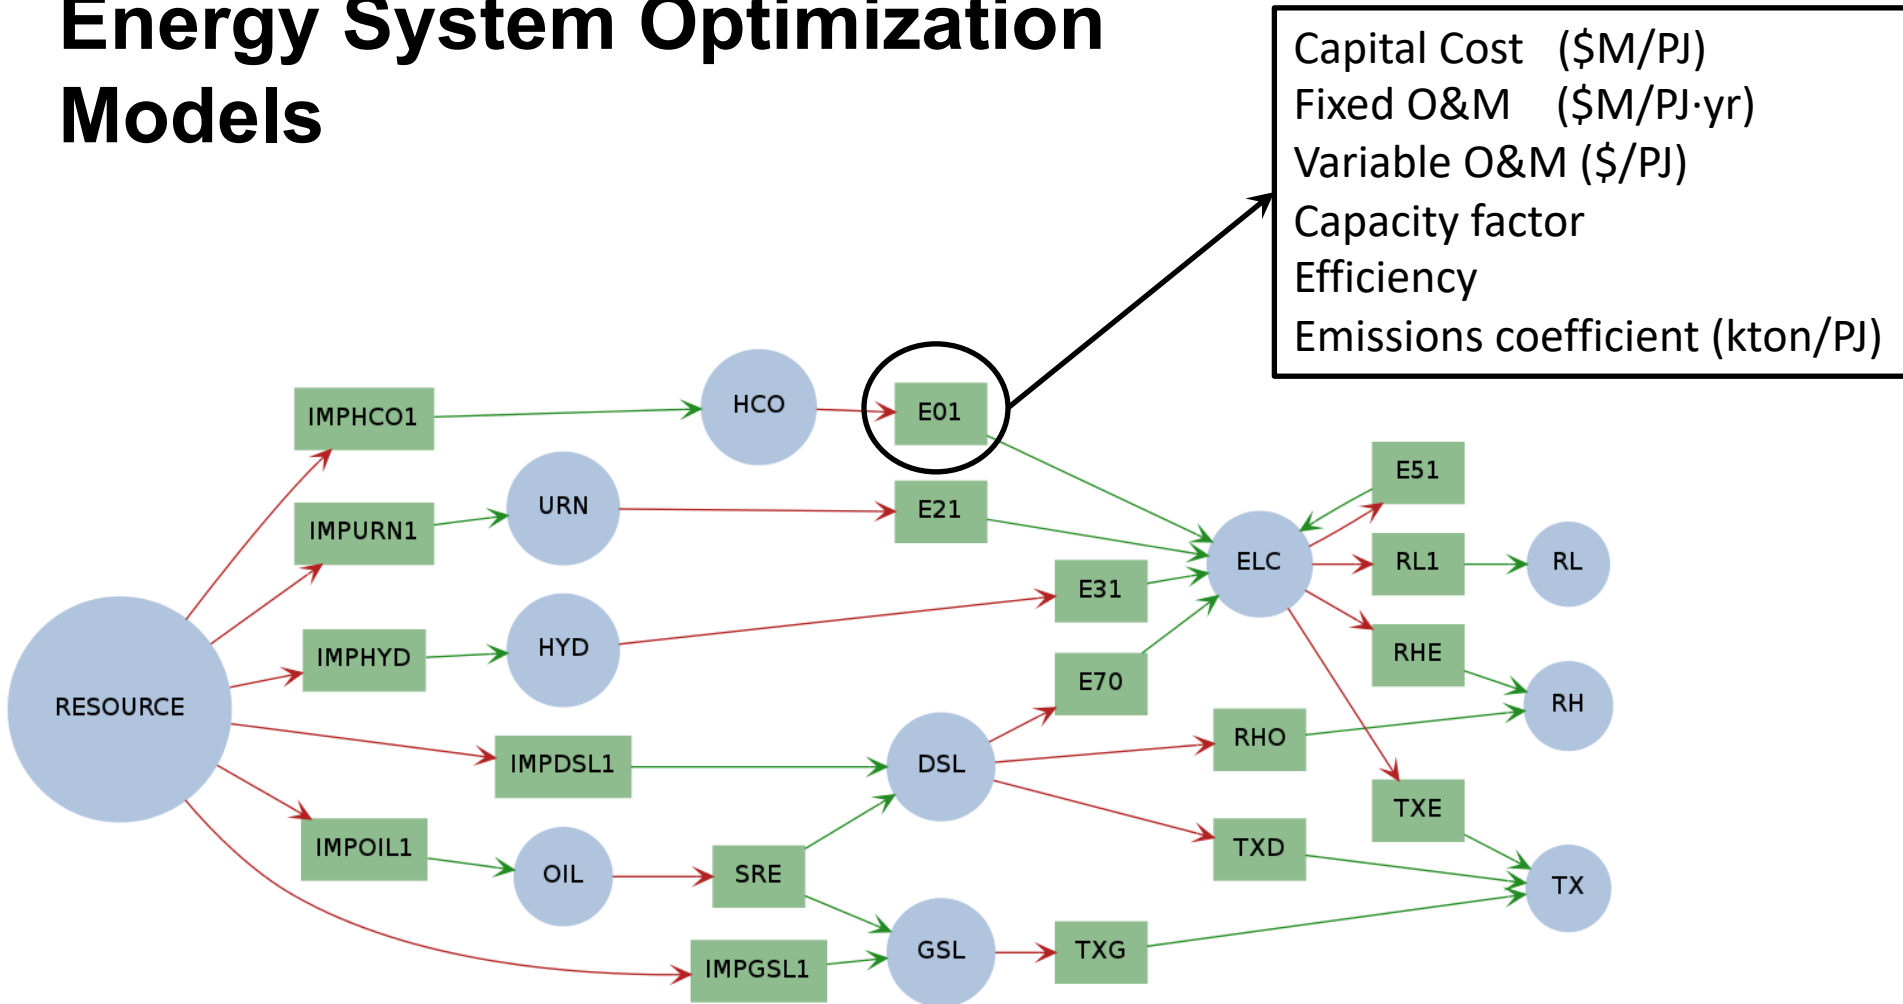 Energy System Optimization
Models
Capital Cost ($M/PJ)
Fixed O&M ($M/PJ·yr)
Variable O&M ($/PJ)
Capacity factor
Efficiency
Emissions coefficient (kton/PJ)
HCO
E01
IMPHCO1
E51
URN
E21
IMPURN1
ELC
RL1
RL
E31
HYD
RHE
IMPHYD
E70
RH
RESOURCE
RHO
IMPDSL1
DSL
TXE
IMPOIL1
TXD
OIL
SRE
TX
GSL
TXG
IMPGSL1